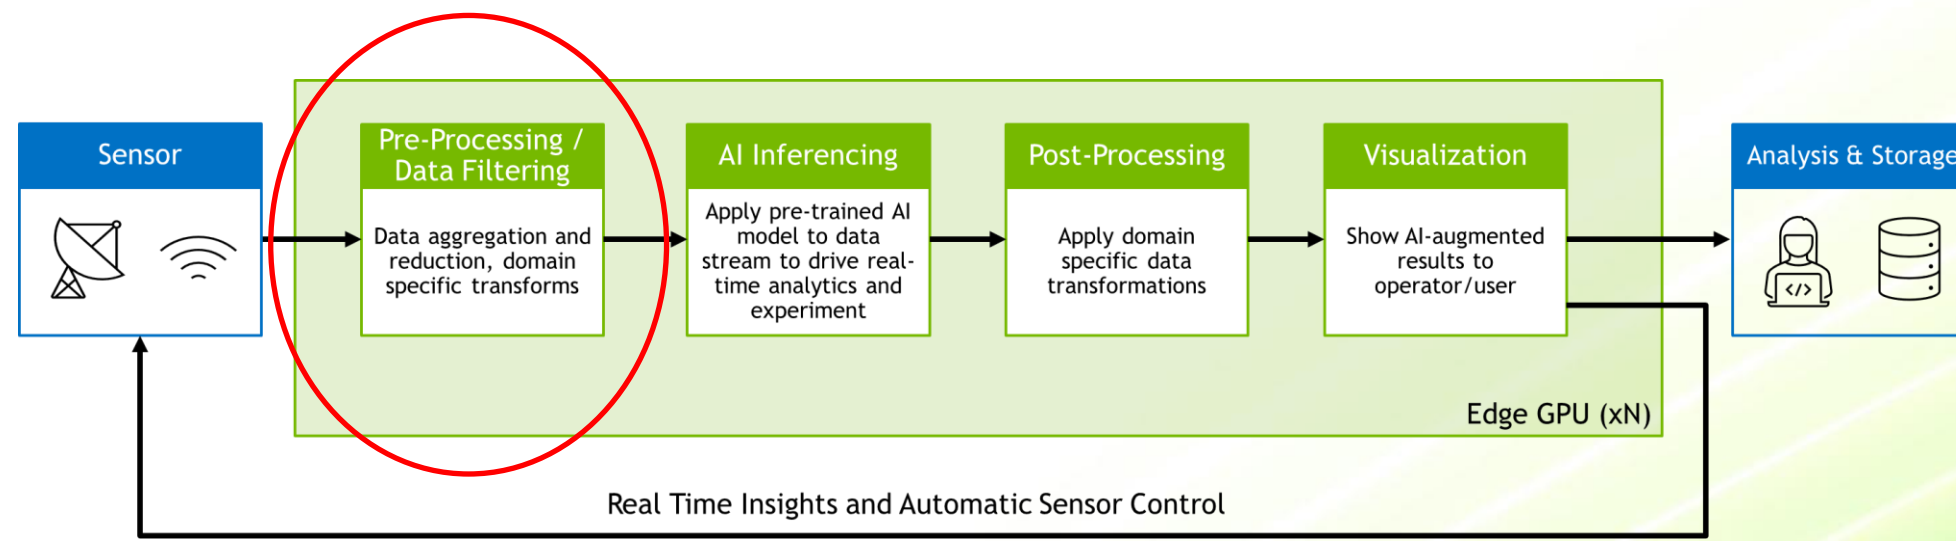 Sensor
Pre-Processing /
Data Filtering
Data aggregation and
reduction, domain
specific transforms
AI Inferencing
Apply pre-trained AI
model to data
stream to drive real-
time analytics and
experiment
Post-Processing
Apply domain
specific data
transformations
Visualization
Show AI-augmented
results to
operator/user
Analysis & Storage
</>
Edge GPU (xN)
Real Time Insights and Automatic Sensor Control